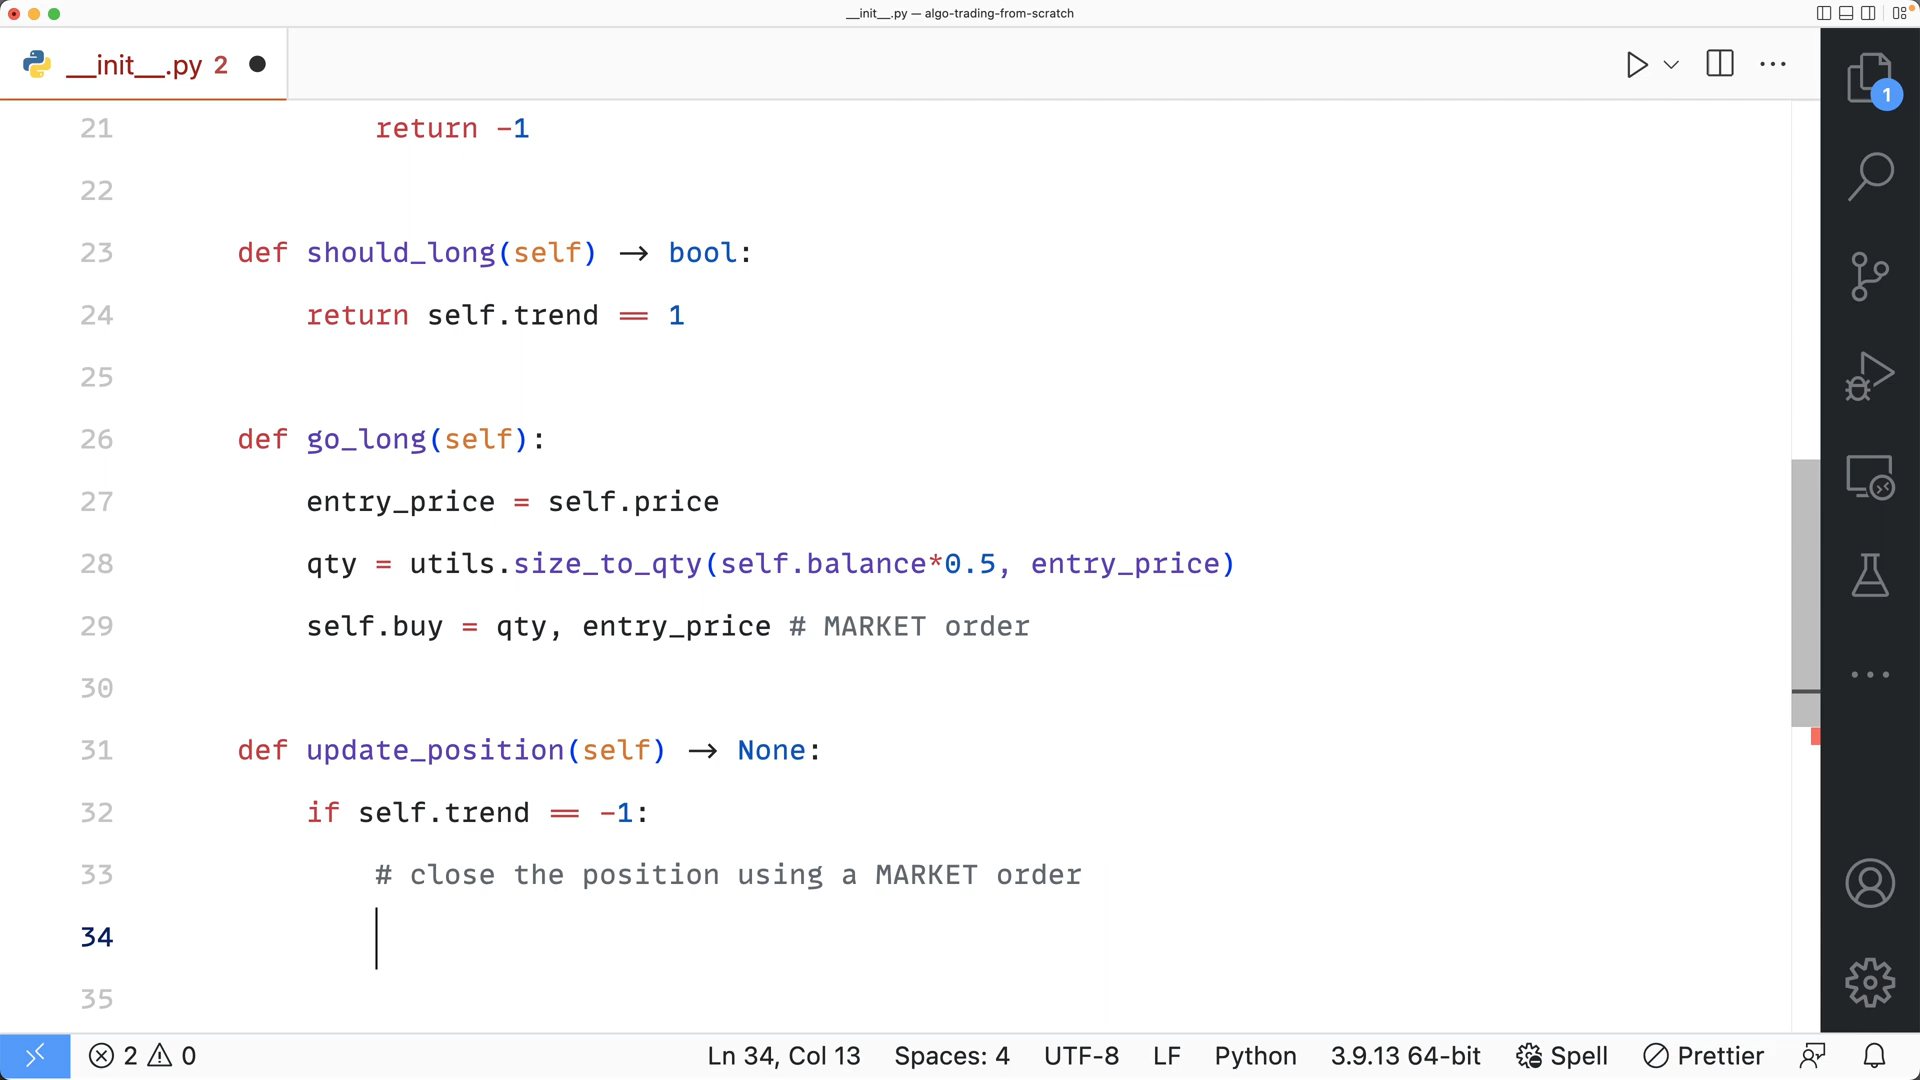 __init__.py — algo-trading-from-scratch
__init__.py 2
21 return -1
22
23 def should_long(self) → bool:
24 return self.trend == 1
25
26 def go_long(self):
27 entry_price = self.price
28 qty = utils.size_to_qty(self.balance*0.5, entry_price)
29 self.buy = qty, entry_price # MARKET order
30
31 def update_position(self) → None:
32 if self.trend == -1:
33 # close the position using a MARKET order
34
35
1
2 0 Ln 34, Col 13 Spaces: 4 UTF-8 LF Python 3.9.13 64-bit Spell Prettier